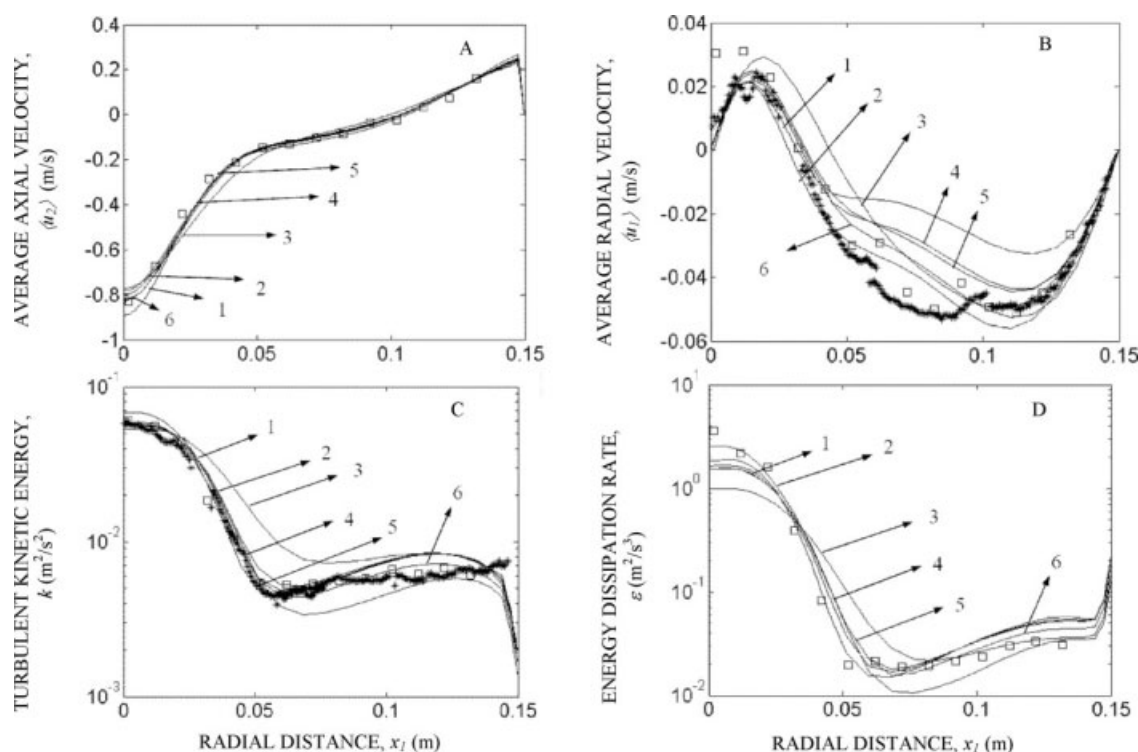 AVERAGE AXIAL VELOCITY,
⟨u₂⟩ (m/s)
0.4
0.2
0
-0.2
-0.4
-0.6
-0.8
-1
A
5
4
3
2
1
6
0 0.05 0.1 0.15
AVERAGE RADIAL VELOCITY,
⟨u₁⟩ (m/s)
0.04
0.02
0
-0.02
-0.04
-0.06
B
1
2
3
4
5
6
0 0.05 0.1 0.15
TURBULENT KINETIC ENERGY,
k (m²/s²)
10⁻¹
10⁻²
10⁻³
C
1
2
3
4
5
6
0 0.05 0.1 0.15
RADIAL DISTANCE, x₁ (m)
ENERGY DISSIPATION RATE,
ε (m²/s³)
10¹
10⁰
10⁻¹
10⁻²
D
1
2
3
4
5
6
0 0.05 0.1 0.15
RADIAL DISTANCE, x₁ (m)